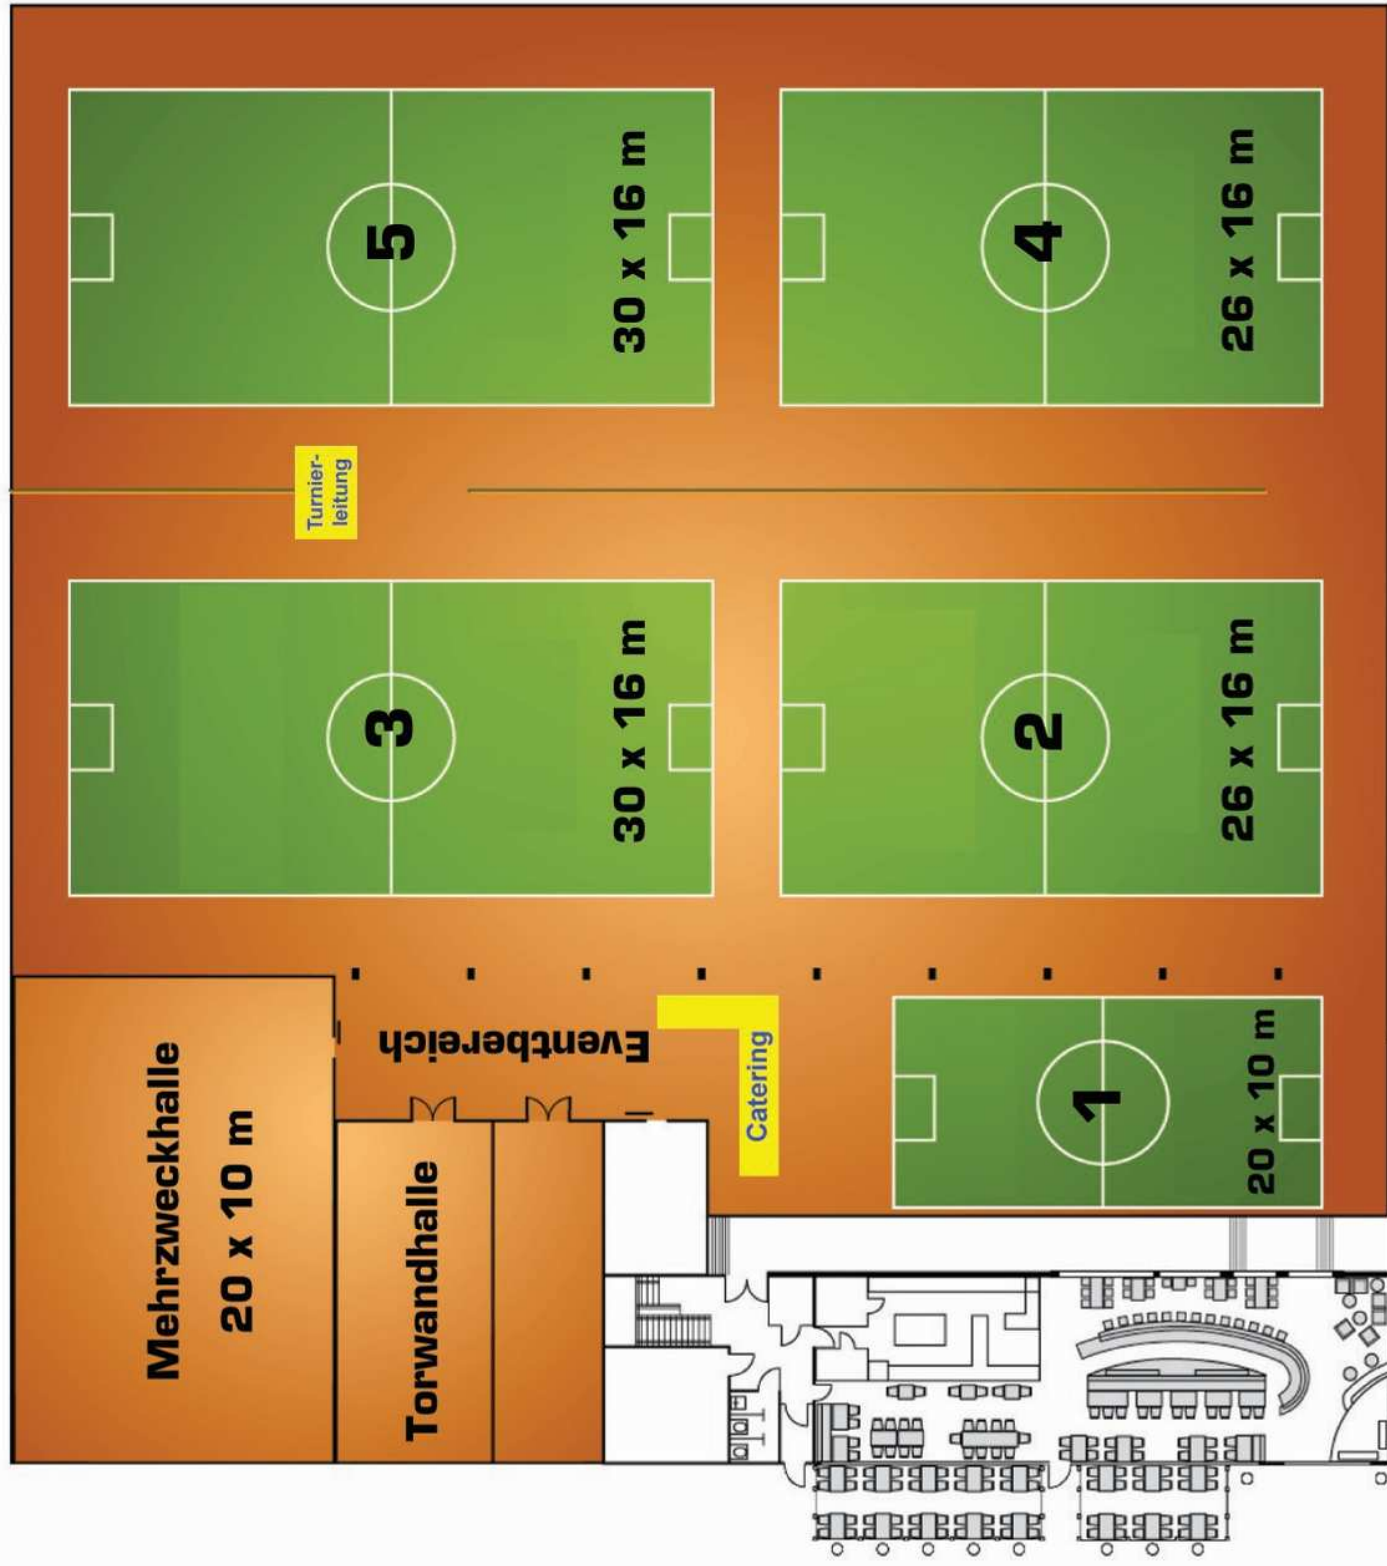 5
30 x 16 m
4
26 x 16 m
Turnier-
leitung
3
30 x 16 m
2
26 x 16 m
Mehrzweckhalle
20 x 10 m
Eventbereich
Torwandhalle
Catering
1
20 x 10 m